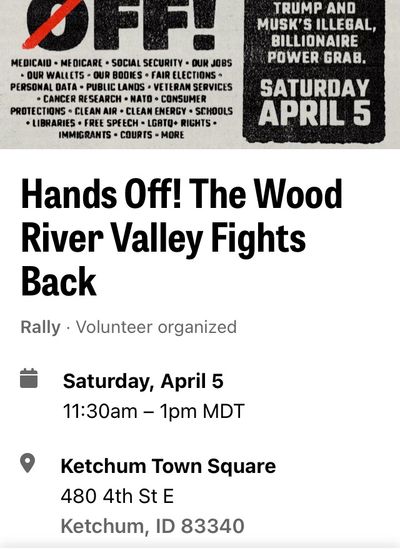 OFF!
MEDICAID • MEDICARE • SOCIAL SECURITY • OUR JOBS
• OUR WALLETS • OUR BODIES • FAIR ELECTIONS •
PERSONAL DATA • PUBLIC LANDS • VETERAN SERVICES
• CANCER RESEARCH • NATO • CONSUMER
PROTECTIONS • CLEAN AIR • CLEAN ENERGY • SCHOOLS
• LIBRARIES • FREE SPEECH • LGBTQ+ RIGHTS •
IMMIGRANTS • COURTS • MORE
TRUMP AND
MUSK'S ILLEGAL,
BILLIONAIRE
POWER GRAB.
SATURDAY
APRIL 5
Hands Off! The Wood
River Valley Fights
Back
Rally · Volunteer organized
Saturday, April 5
11:30am – 1pm MDT
Ketchum Town Square
480 4th St E
Ketchum, ID 83340